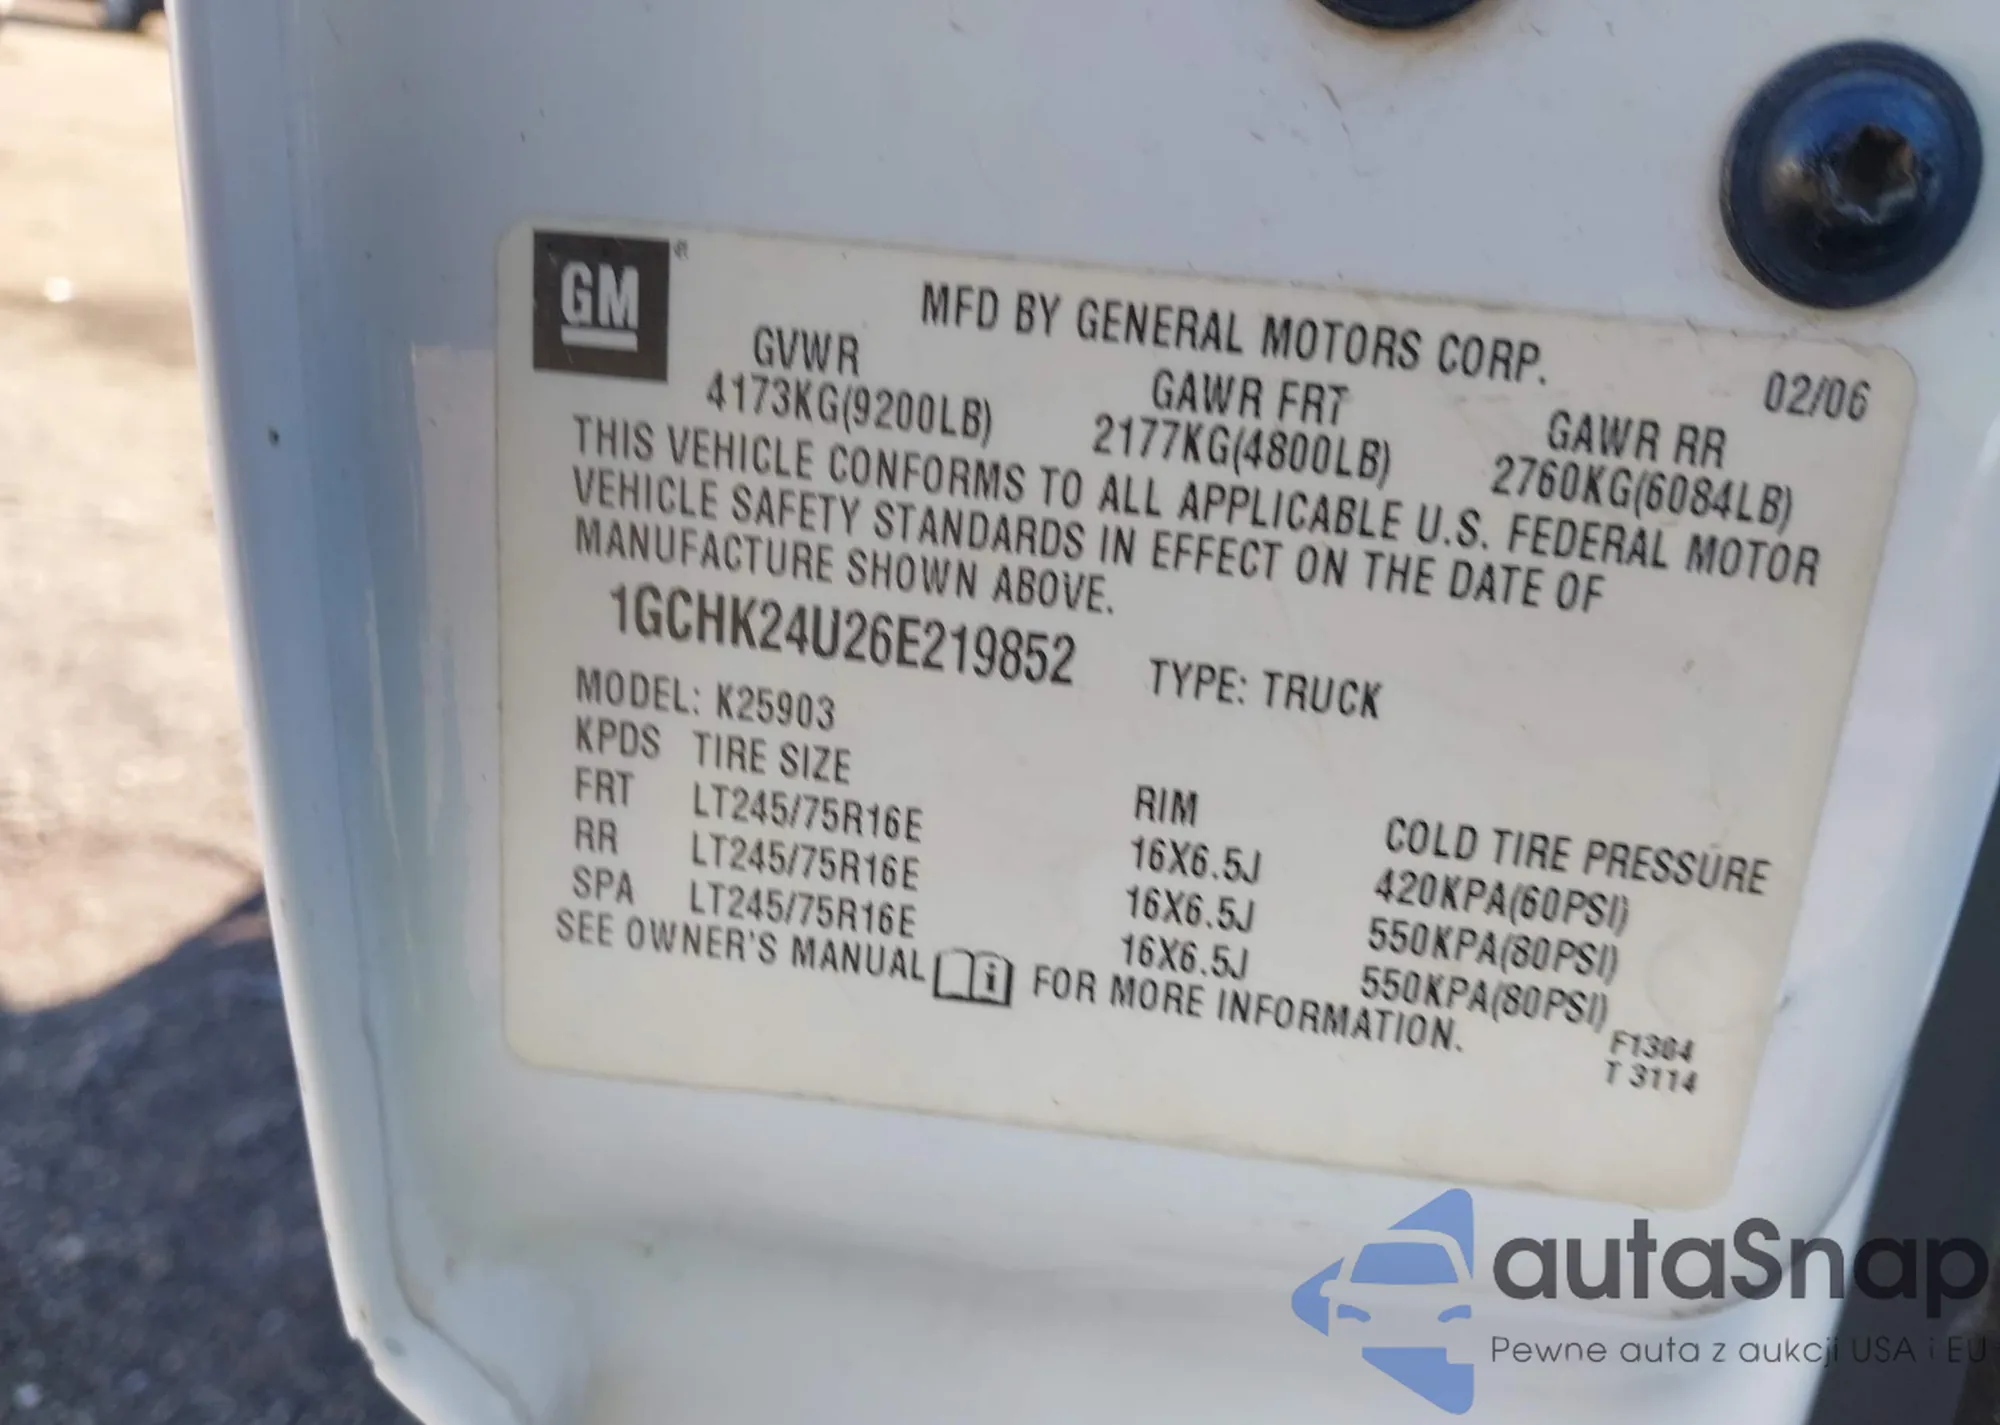 GM
MFD BY GENERAL MOTORS CORP.
02/06
GVWR GAWR FRT GAWR RR
4173KG(9200LB) 2177KG(4800LB) 2760KG(6084LB)
THIS VEHICLE CONFORMS TO ALL APPLICABLE U.S. FEDERAL MOTOR
VEHICLE SAFETY STANDARDS IN EFFECT ON THE DATE OF
MANUFACTURE SHOWN ABOVE.
1GCHK24U26E219852 TYPE: TRUCK
MODEL: K25903
KPDS TIRE SIZE RIM COLD TIRE PRESSURE
FRT LT245/75R16E 16X6.5J 420KPA(60PSI)
RR LT245/75R16E 16X6.5J 550KPA(80PSI)
SPA LT245/75R16E 16X6.5J 550KPA(80PSI)
SEE OWNER'S MANUAL FOR MORE INFORMATION.
F1364
T 3114
autaSnap
Pewne auta z aukcji USA i EU